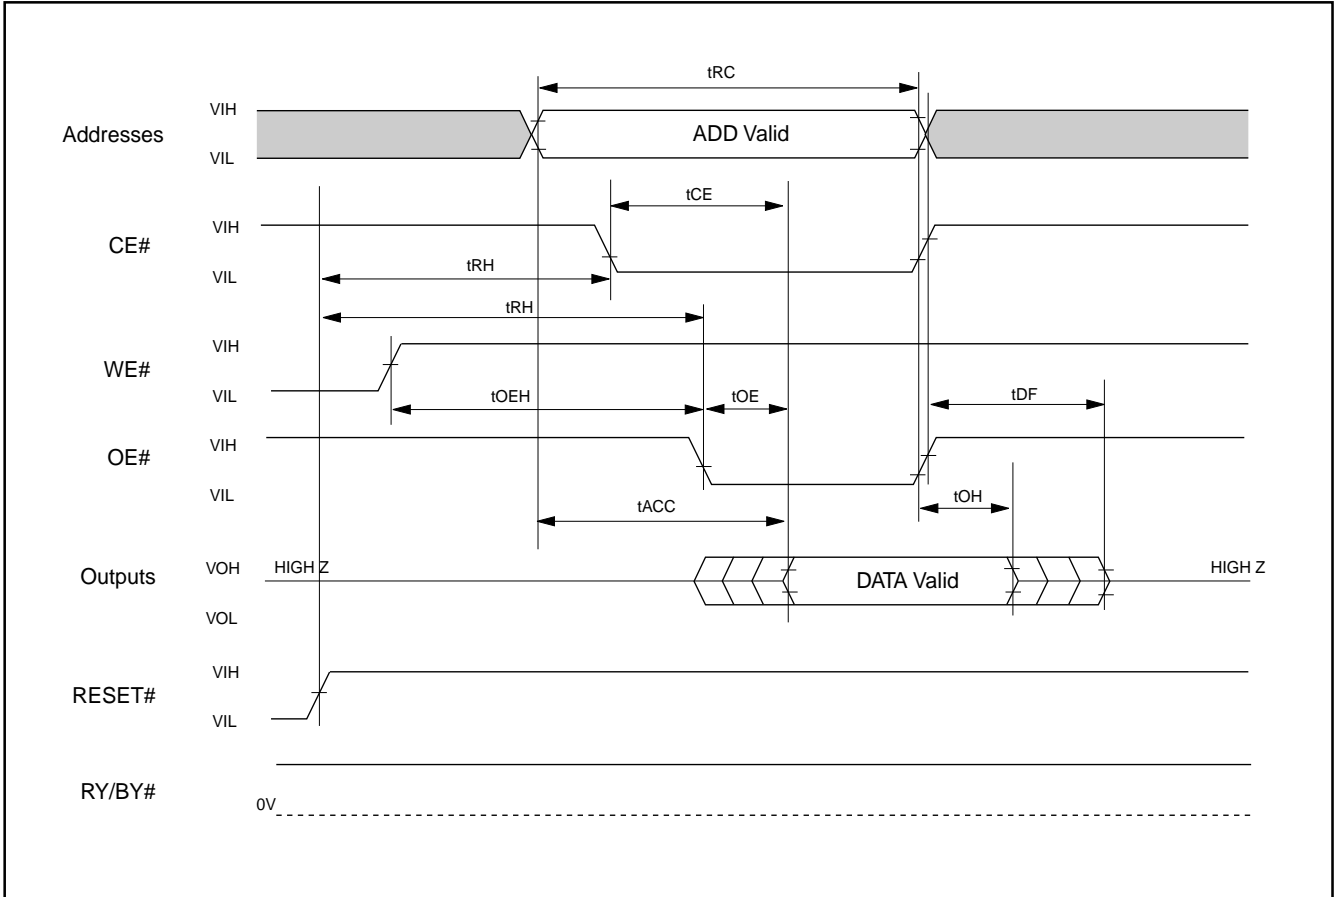 tRC
VIH
Addresses
ADD Valid
VIL
tCE
VIH
CE#
tRH
VIL
tRH
VIH
WE#
VIL
tOEH
tOE
tDF
VIH
OE#
VIL
tOH
tACC
VOH
HIGH Z
HIGH Z
Outputs
DATA Valid
VOL
VIH
RESET#
VIL
RY/BY#
0V